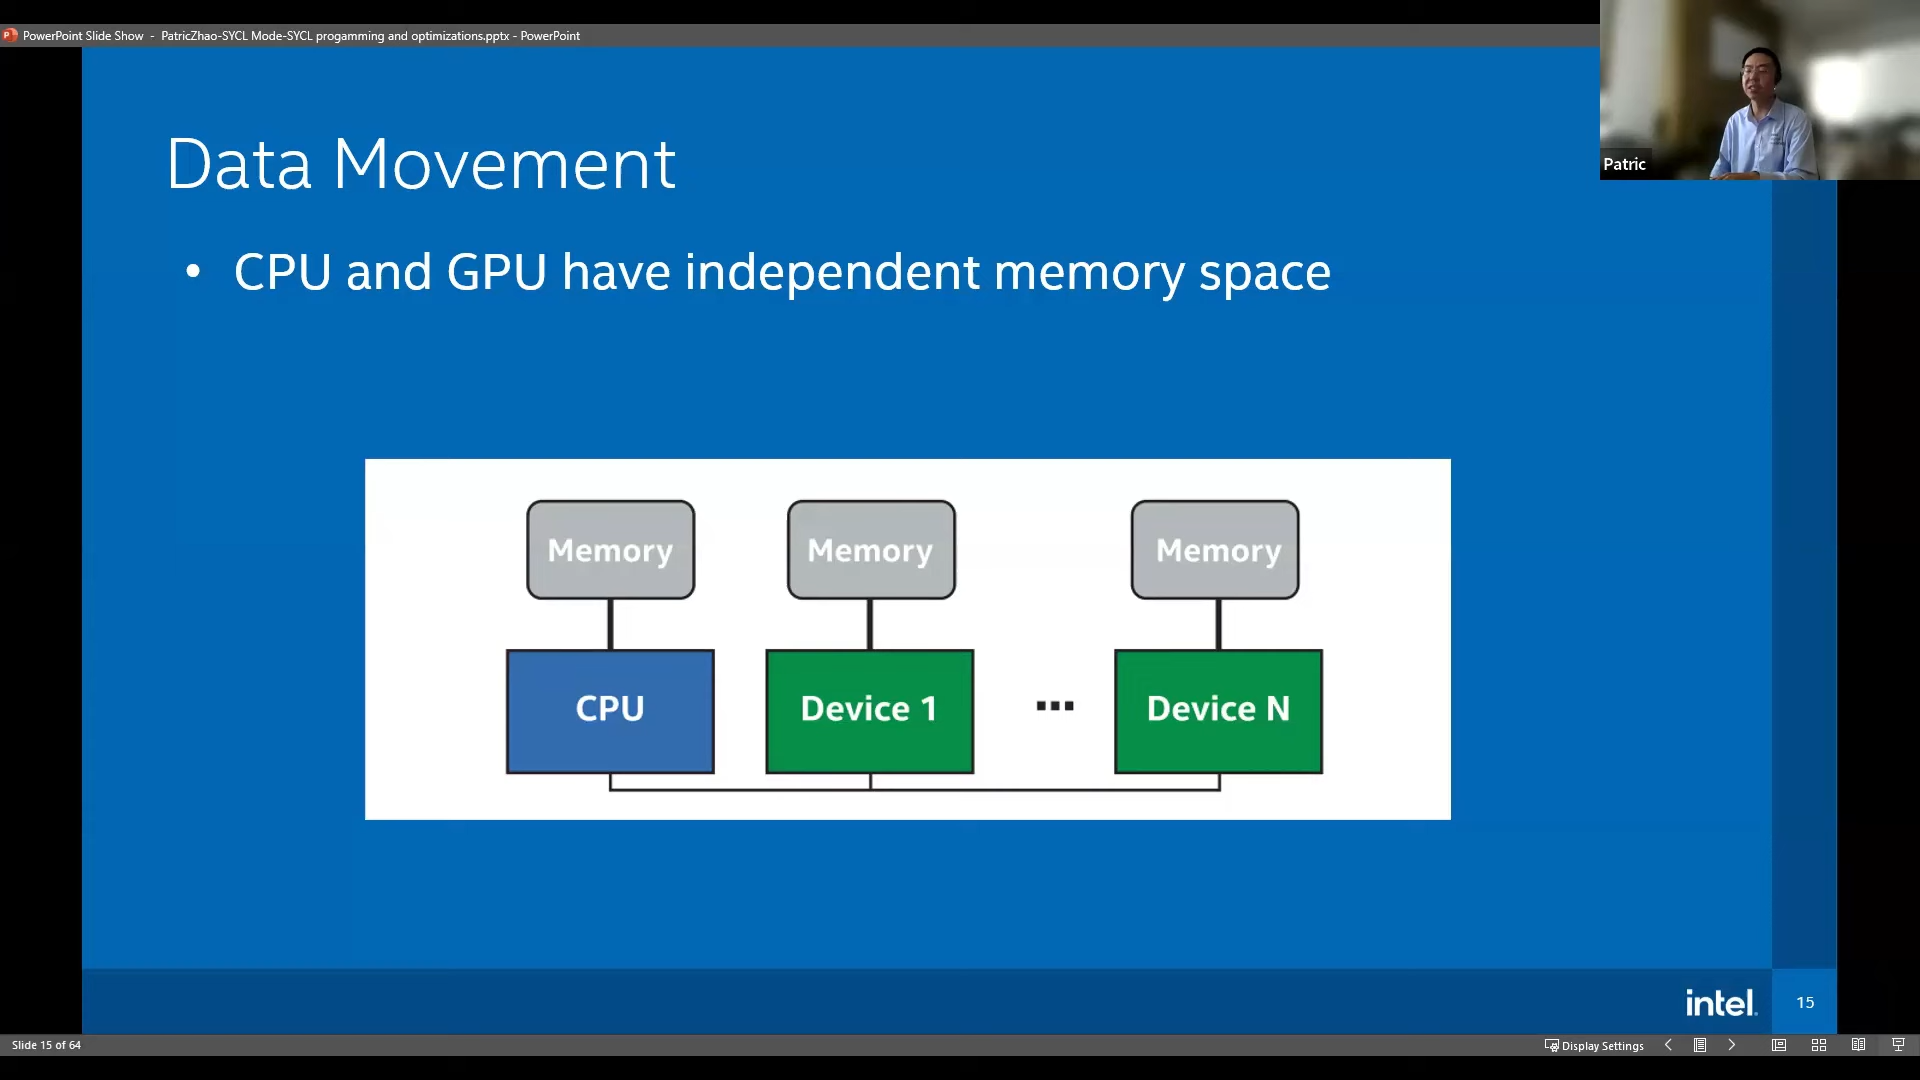 PowerPoint Slide Show - PatricZhao-SYCL Mode-SYCL progamming and optimizations.pptx - PowerPoint
Patric
Data Movement
• CPU and GPU have independent memory space
Memory Memory Memory
CPU Device 1 ... Device N
intel.
15
Slide 15 of 64
Display Settings